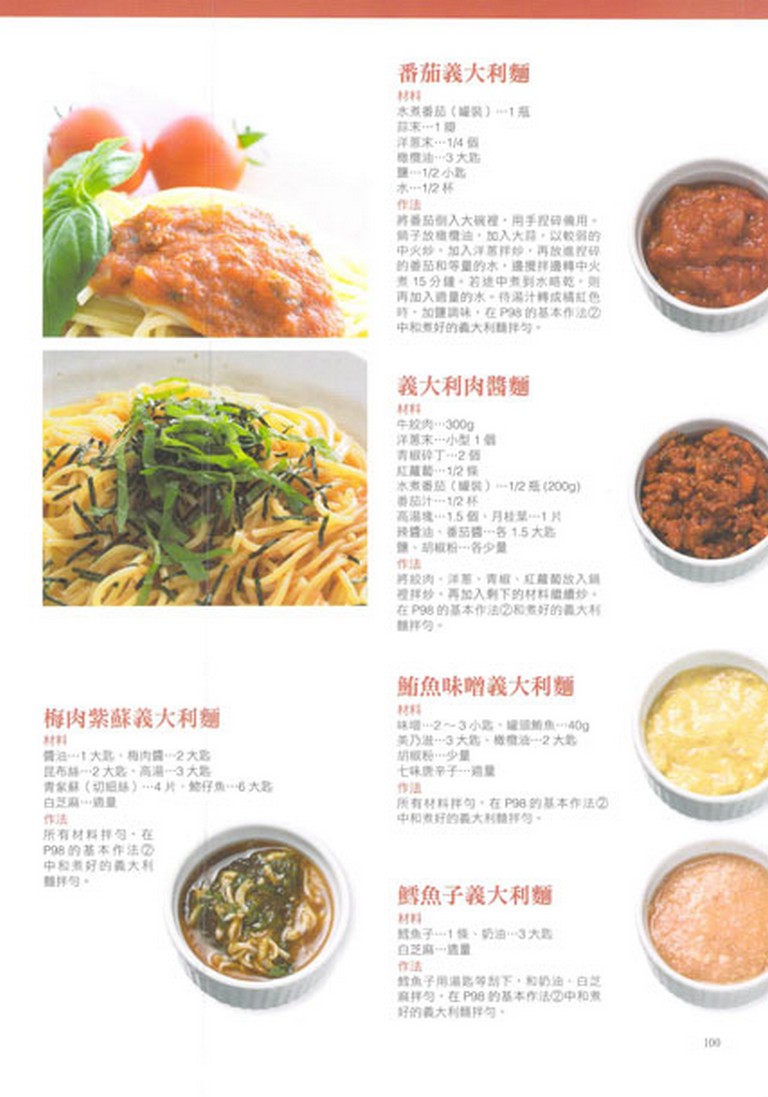 番茄義大利麵
材料
水煮番茄（罐裝）…1 瓶
蒜末…1 瓣
洋蔥末…1/4 個
橄欖油…3 大匙
鹽…1/2 小匙
水…1/2 杯
作法
將番茄倒入大碗裡，用手捏碎備用。
鍋子放橄欖油，加入大蒜，以較弱的
中火炒，加入洋蔥拌炒，再放進捏碎
的番茄和等量的水，邊攪拌邊轉中火
煮 15 分鐘。若途中煮到水略乾，則
再加入適量的水。待湯汁轉成橘紅色
時，加鹽調味，在 P98 的基本作法②
中和煮好的義大利麵拌勻。
義大利肉醬麵
材料
牛絞肉…300g
洋蔥末…小型 1 個
青椒碎丁…2 個
紅蘿蔔…1/2 條
水煮番茄（罐裝）…1/2 瓶 (200g)
番茄汁…1/2 杯
高湯塊…1.5 個、月桂葉…1 片
辣醬油、番茄醬…各 1.5 大匙
鹽、胡椒粉…各少量
作法
將絞肉、洋蔥、青椒、紅蘿蔔放入鍋
裡拌炒，再加入剩下的材料繼續炒。
在 P98 的基本作法②和煮好的義大利
麵拌勻。
鮪魚味噌義大利麵
材料
味噌…2 ～ 3 小匙、罐頭鮪魚…40g
美乃滋…3 大匙、橄欖油…2 大匙
胡椒粉…少量
七味唐辛子…適量
作法
所有材料拌勻，在 P98 的基本作法②
中和煮好的義大利麵拌勻。
梅肉紫蘇義大利麵
材料
醬油…1 大匙、梅肉醬…2 大匙
昆布絲…2 大匙、高湯…3 大匙
青紫蘇（切細絲）…4 片、魩仔魚…6 大匙
白芝麻…適量
作法
所有材料拌勻，在
P98 的基本作法②
中和煮好的義大利
麵拌勻。
鱈魚子義大利麵
材料
鱈魚子…1 條、奶油…3 大匙
白芝麻…適量
作法
鱈魚子用湯匙等刮下，和奶油、白芝
麻拌勻，在 P98 的基本作法②中和煮
好的義大利麵拌勻。
100